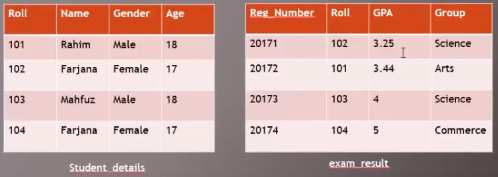 Roll Name Gender Age
101 Rahim Male 18
102 Farjana Female 17
103 Mahfuz Male 18
104 Farjana Female 17
Student_details
Reg_Number Roll GPA Group
20171 102 3.25 Science
20172 101 3.44 Arts
20173 103 4 Science
20174 104 5 Commerce
exam_result